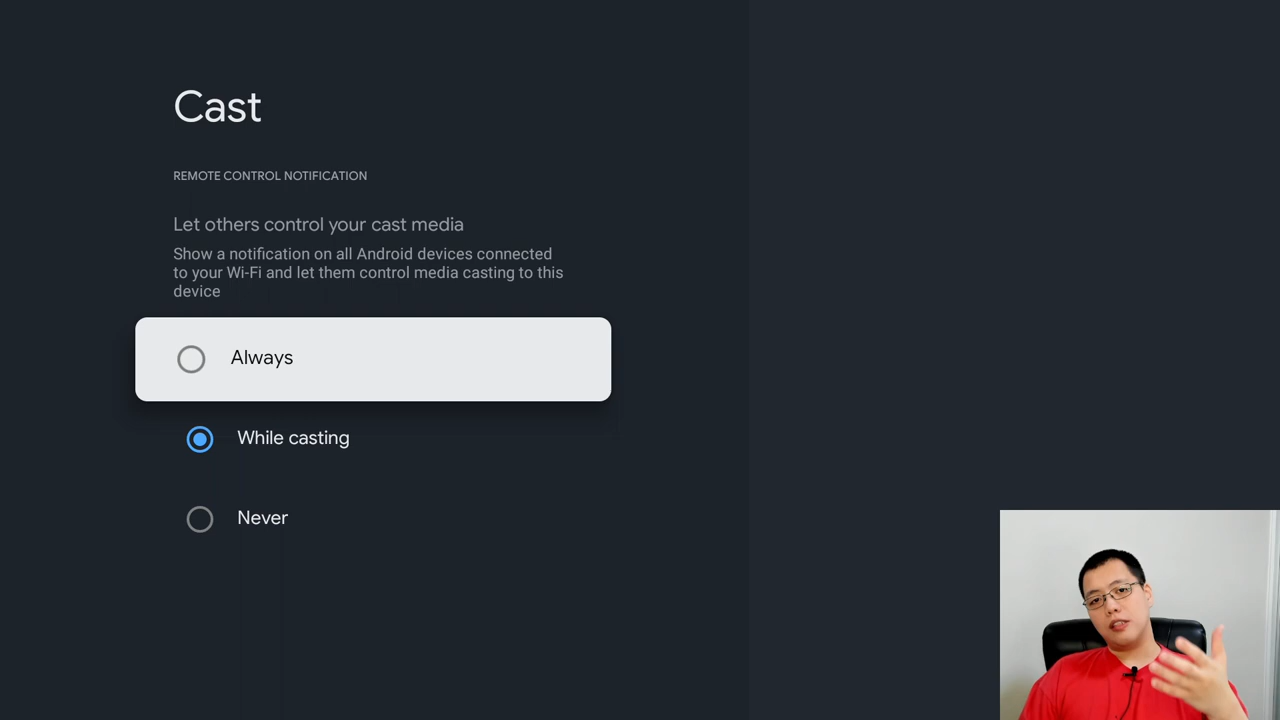 Cast
REMOTE CONTROL NOTIFICATION
Let others control your cast media
Show a notification on all Android devices connected
to your Wi-Fi and let them control media casting to this
device
Always
While casting
Never